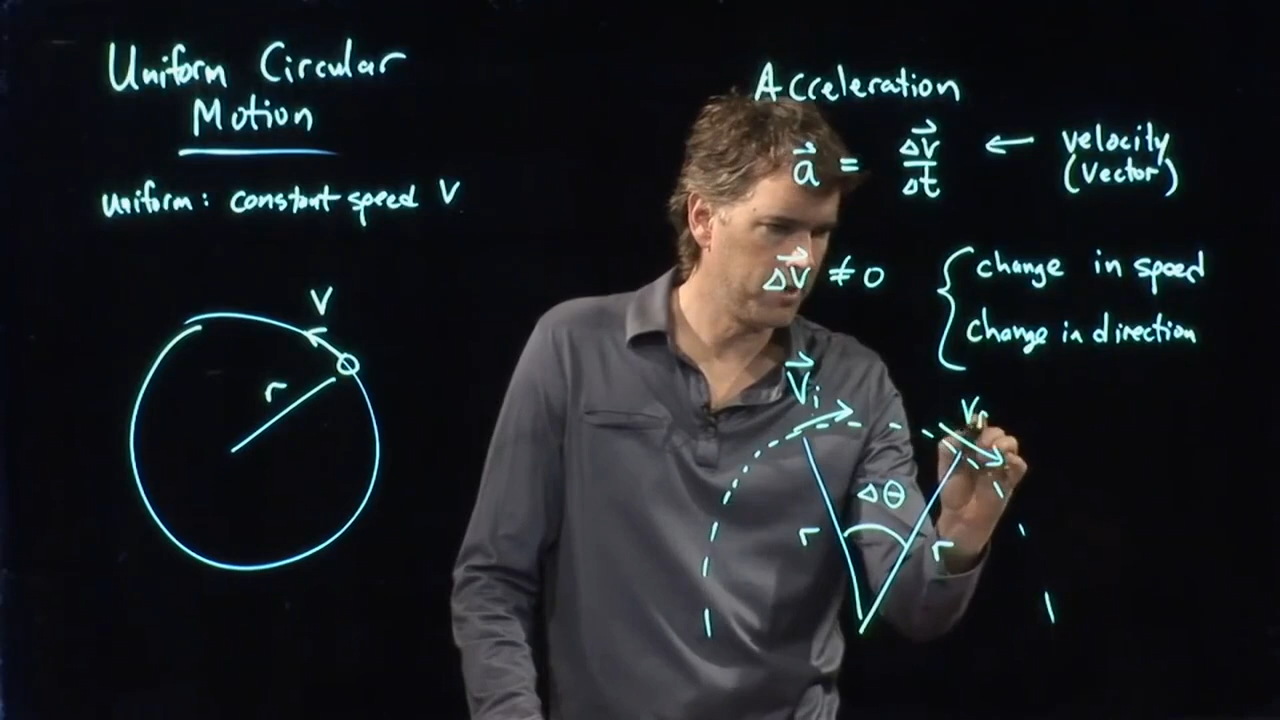 Uniform Circular
Motion
uniform: constant speed v
v
r
Acceleration
a⃗ = Δv⃗/Δt ← velocity
(vector)
Δv⃗ ≠ 0 { change in speed
change in direction
v⃗ᵢ
v_f
Δθ
r
r